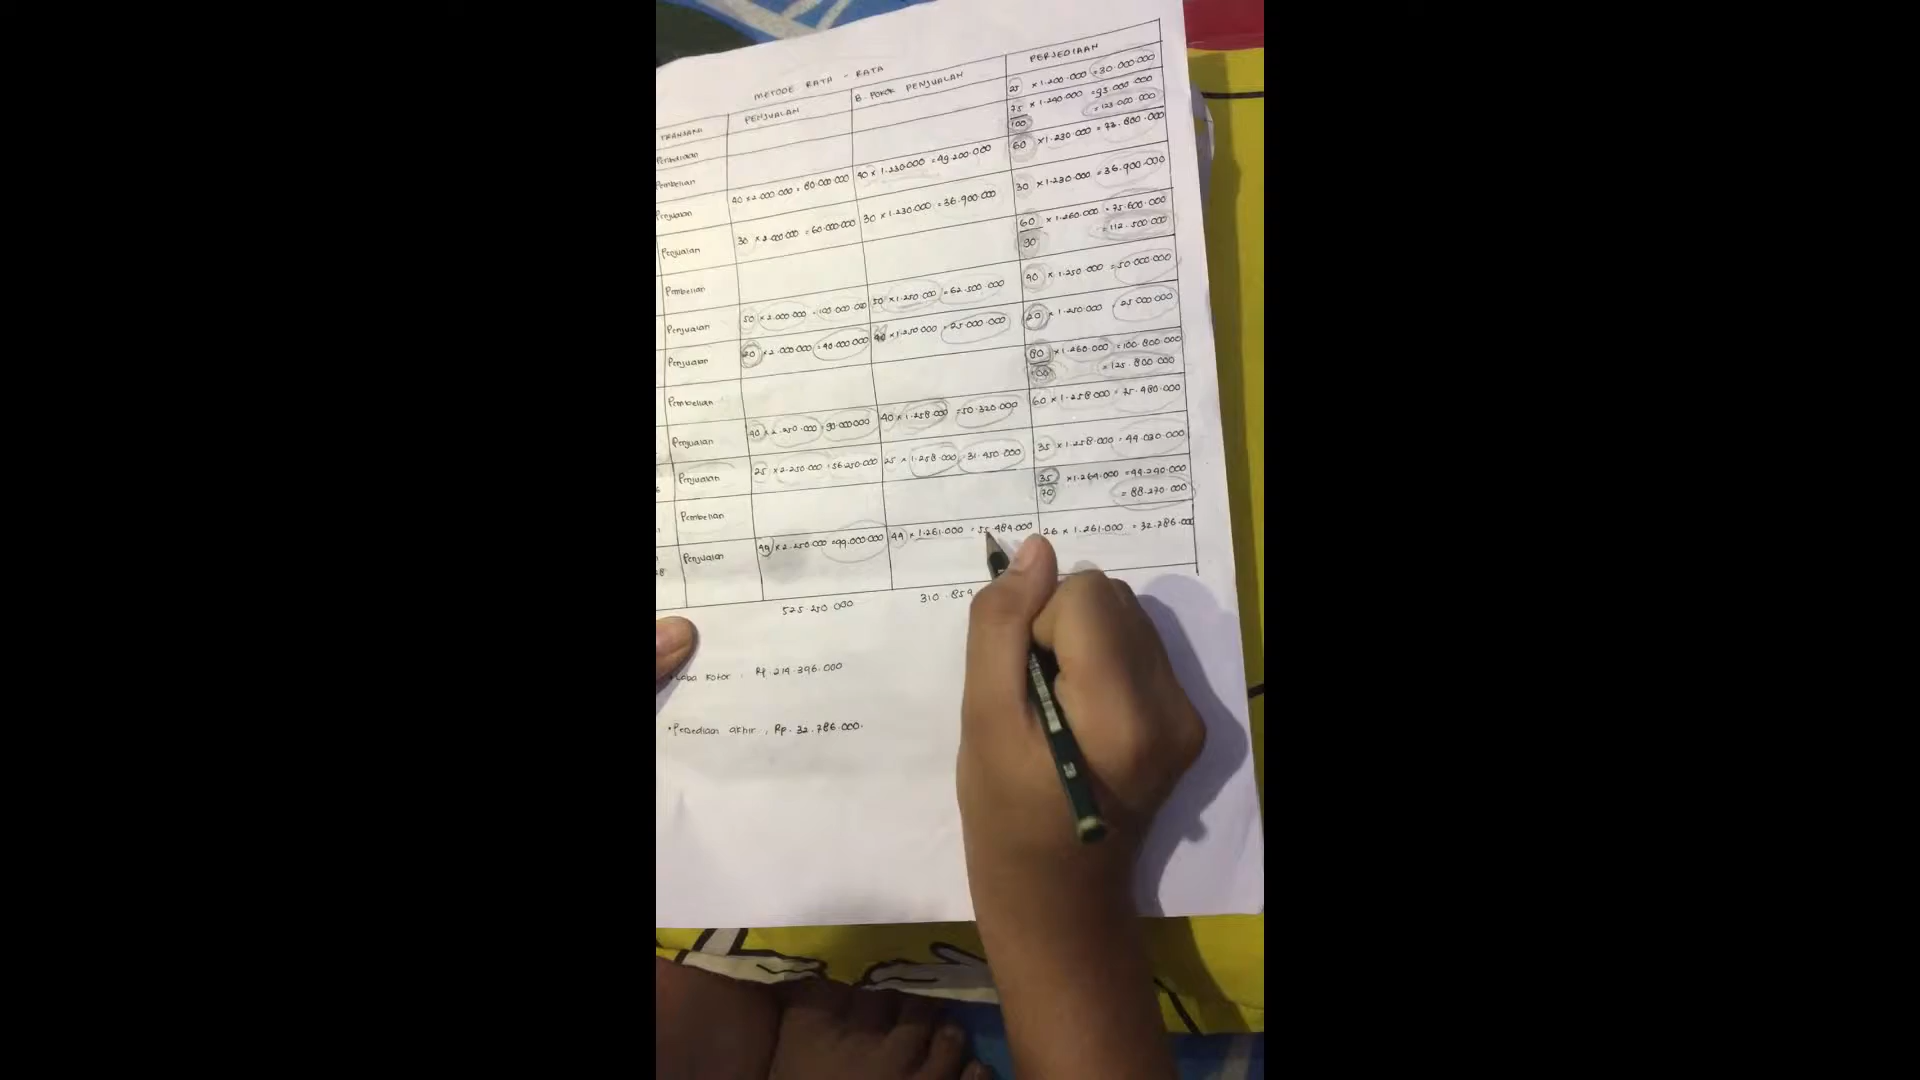 METODE RATA - RATA
TRANSAKSI PENJUALAN B. POKOK PENJUALAN PERSEDIAAN
25 x 1.200.000 = 30.000.000
Pembelian 75 x 1.240.000 = 93.000.000
100 = 123.000.000
Penjualan 40 x 2.000.000 = 80.000.000 40 x 1.230.000 = 49.200.000 60 x 1.230.000 = 73.800.000
Penjualan 30 x 2.000.000 = 60.000.000 30 x 1.230.000 = 36.900.000 30 x 1.230.000 = 36.900.000
Pembelian 60 x 1.260.000 = 75.600.000
90 = 112.500.000
Penjualan 50 x 2.000.000 = 100.000.000 50 x 1.250.000 = 62.500.000 40 x 1.250.000 = 50.000.000
Penjualan 20 x 2.000.000 = 40.000.000 x 1.250.000 = 25.000.000 20 x 1.250.000 = 25.000.000
Pembelian 80 x 1.260.000 = 100.800.000
100 = 125.800.000
Penjualan 40 x 2.250.000 = 90.000.000 40 x 1.258.000 = 50.320.000 60 x 1.258.000 = 75.480.000
Penjualan 25 x 2.250.000 = 56.250.000 25 x 1.258.000 = 31.450.000 35 x 1.258.000 = 44.030.000
Pembelian 35 x 1.264.000 = 44.240.000
70 = 88.270.000
Penjualan 44 x 2.250.000 = 99.000.000 44 x 1.261.000 = 55.484.000 26 x 1.261.000 = 32.786.000
525.250.000 310.854
Laba Kotor : Rp. 214.396.000
• Persediaan akhir : Rp. 32.786.000.